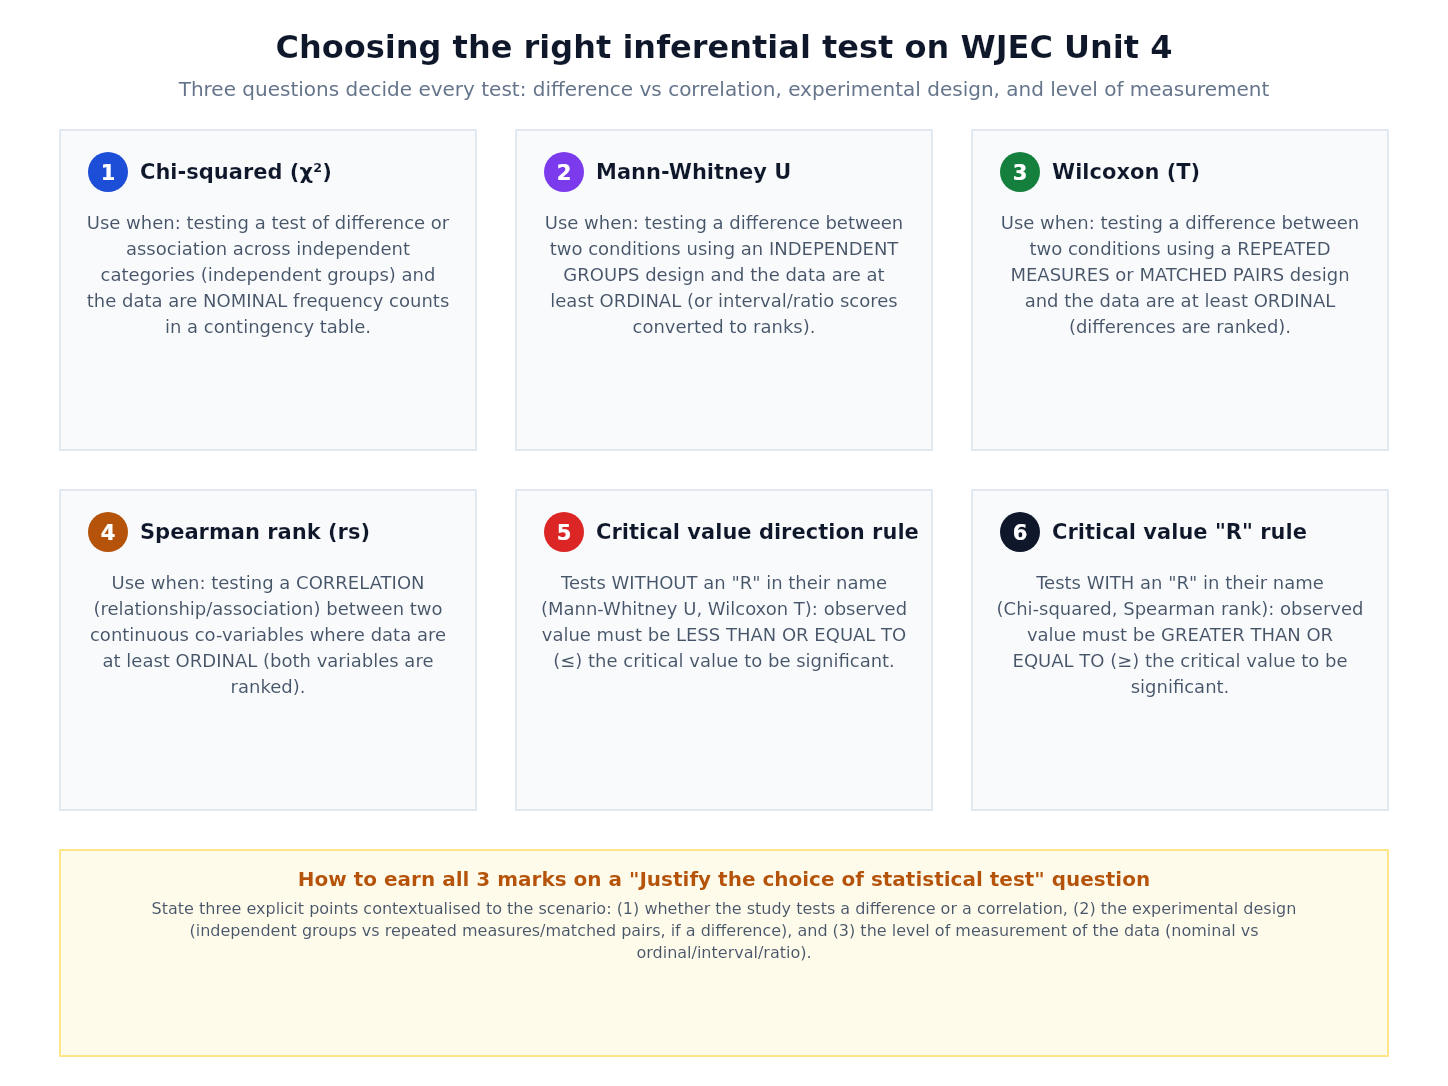 Choosing the right inferential test on WJEC Unit 4
Three questions decide every test: difference vs correlation, experimental design, and level of measurement
1 Chi-squared (χ²)
Use when: testing a test of difference or
association across independent
categories (independent groups) and
the data are NOMINAL frequency counts
in a contingency table.
2 Mann-Whitney U
Use when: testing a difference between
two conditions using an INDEPENDENT
GROUPS design and the data are at
least ORDINAL (or interval/ratio scores
converted to ranks).
3 Wilcoxon (T)
Use when: testing a difference between
two conditions using a REPEATED
MEASURES or MATCHED PAIRS design
and the data are at least ORDINAL
(differences are ranked).
4 Spearman rank (rs)
Use when: testing a CORRELATION
(relationship/association) between two
continuous co-variables where data are
at least ORDINAL (both variables are
ranked).
5 Critical value direction rule
Tests WITHOUT an "R" in their name
(Mann-Whitney U, Wilcoxon T): observed
value must be LESS THAN OR EQUAL TO
(≤) the critical value to be significant.
6 Critical value "R" rule
Tests WITH an "R" in their name
(Chi-squared, Spearman rank): observed
value must be GREATER THAN OR
EQUAL TO (≥) the critical value to be
significant.
How to earn all 3 marks on a "Justify the choice of statistical test" question
State three explicit points contextualised to the scenario: (1) whether the study tests a difference or a correlation, (2) the experimental design
(independent groups vs repeated measures/matched pairs, if a difference), and (3) the level of measurement of the data (nominal vs
ordinal/interval/ratio).